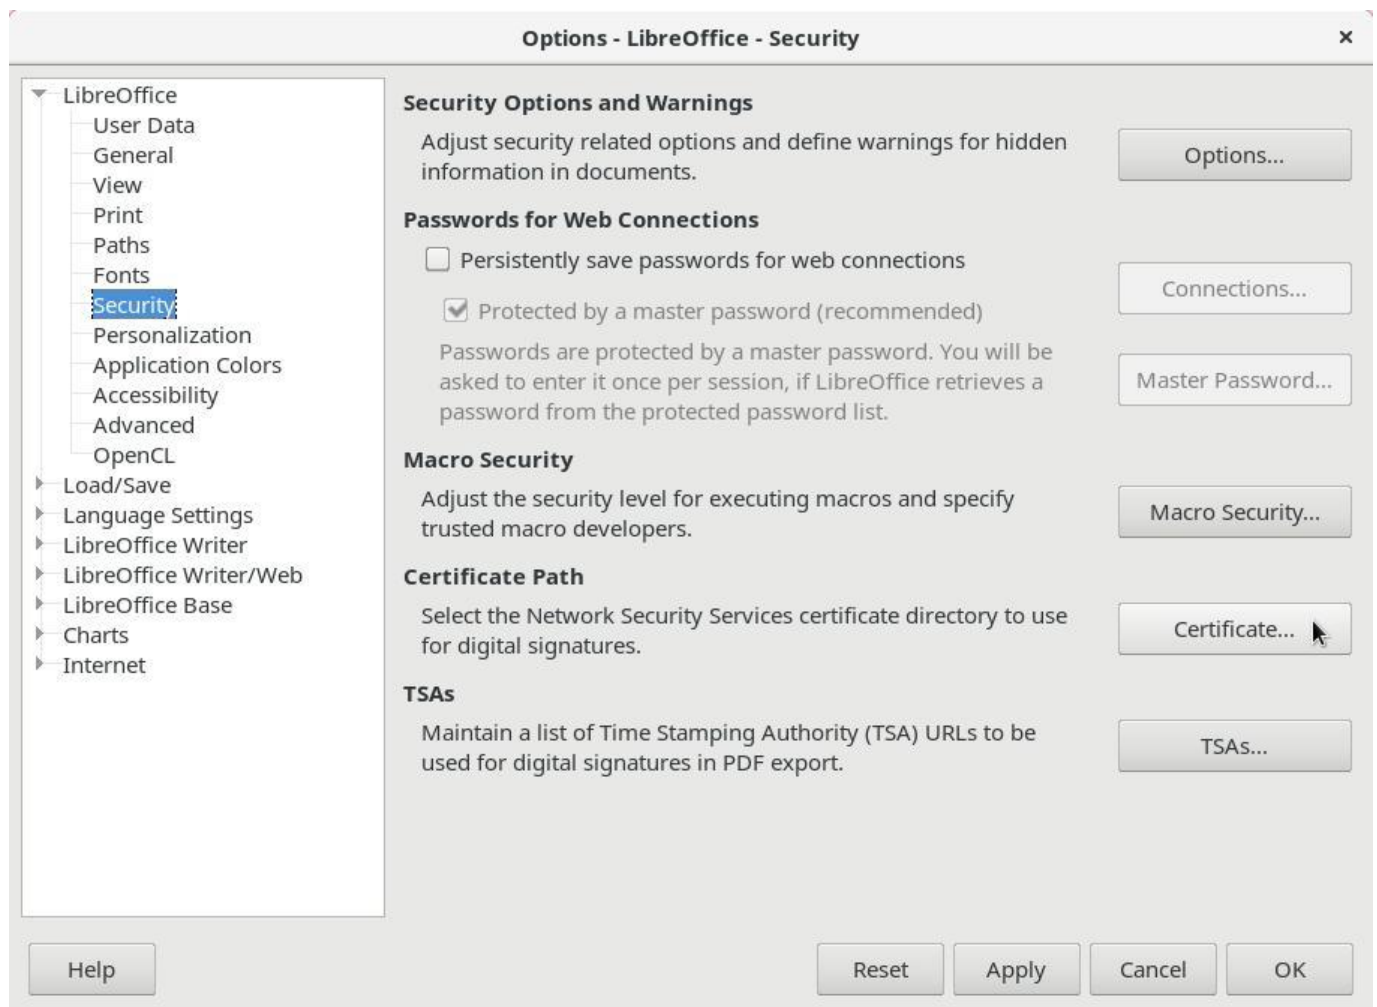 Options - LibreOffice - Security
LibreOffice
User Data
General
View
Print
Paths
Fonts
Security
Personalization
Application Colors
Accessibility
Advanced
OpenCL
Load/Save
Language Settings
LibreOffice Writer
LibreOffice Writer/Web
LibreOffice Base
Charts
Internet
Security Options and Warnings
Adjust security related options and define warnings for hidden
information in documents.
Options...
Passwords for Web Connections
Persistently save passwords for web connections
Connections...
Protected by a master password (recommended)
Passwords are protected by a master password. You will be
asked to enter it once per session, if LibreOffice retrieves a
password from the protected password list.
Master Password...
Macro Security
Adjust the security level for executing macros and specify
trusted macro developers.
Macro Security...
Certificate Path
Select the Network Security Services certificate directory to use
for digital signatures.
Certificate...
TSAs
Maintain a list of Time Stamping Authority (TSA) URLs to be
used for digital signatures in PDF export.
TSAs...
Help
Reset
Apply
Cancel
OK